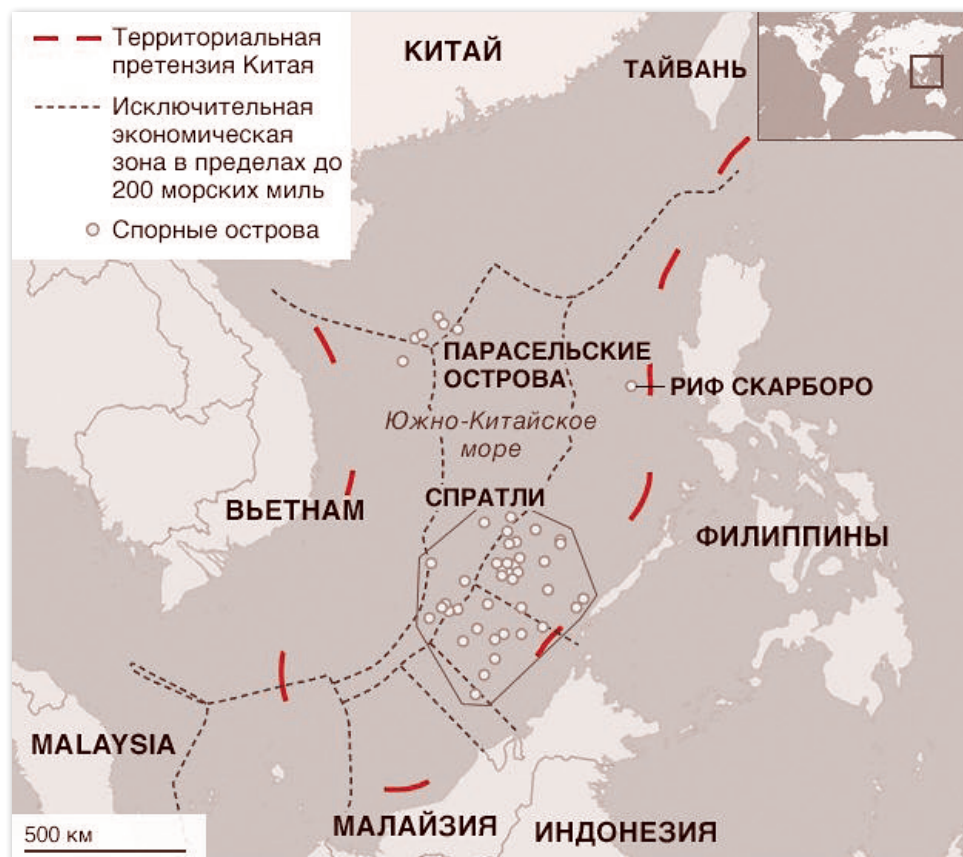 Территориальная
претензия Китая
Исключительная
экономическая
зона в пределах до
200 морских миль
Спорные острова
КИТАЙ
ТАЙВАНЬ
ПАРАСЕЛЬСКИЕ
ОСТРОВА
РИФ СКАРБОРО
Южно-Китайское
море
СПРАТЛИ
ВЬЕТНАМ
ФИЛИППИНЫ
MALAYSIA
МАЛАЙЗИЯ
ИНДОНЕЗИЯ
500 км